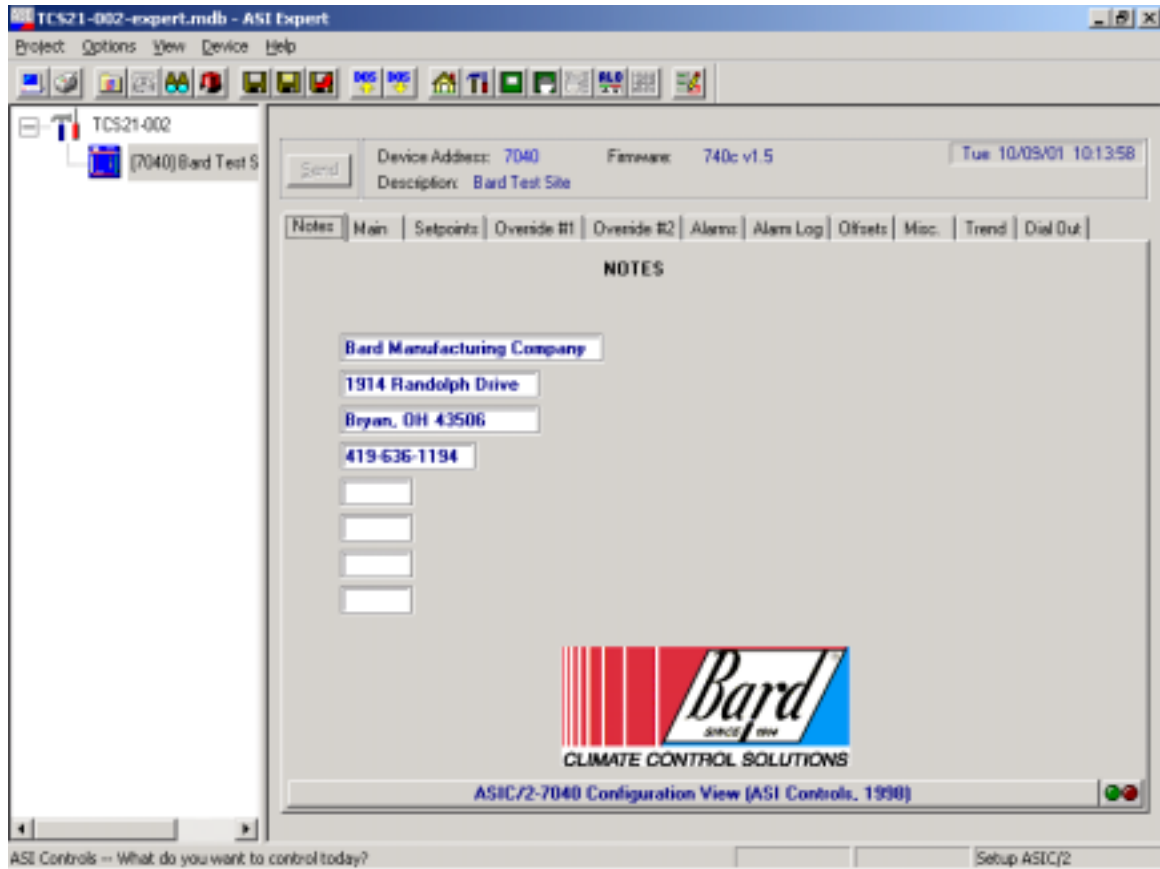 TCS21-002-expert.mdb - ASI Expert
Project Options View Device Help
TCS21-002
[7040] Bard Test S
Send
Device Address: 7040 Firmware: 740c v1.5
Tue 10/09/01 10:13:58
Description: Bard Test Site
Notes Main Setpoints Override #1 Override #2 Alarms Alarm Log Offsets Misc. Trend Dial Out
NOTES
Bard Manufacturing Company
1914 Randolph Drive
Bryan, OH 43506
419-636-1194
Bard
SINCE 1914
CLIMATE CONTROL SOLUTIONS
ASIC/2-7040 Configuration View (ASI Controls, 1998)
ASI Controls -- What do you want to control today?
Setup ASIC/2